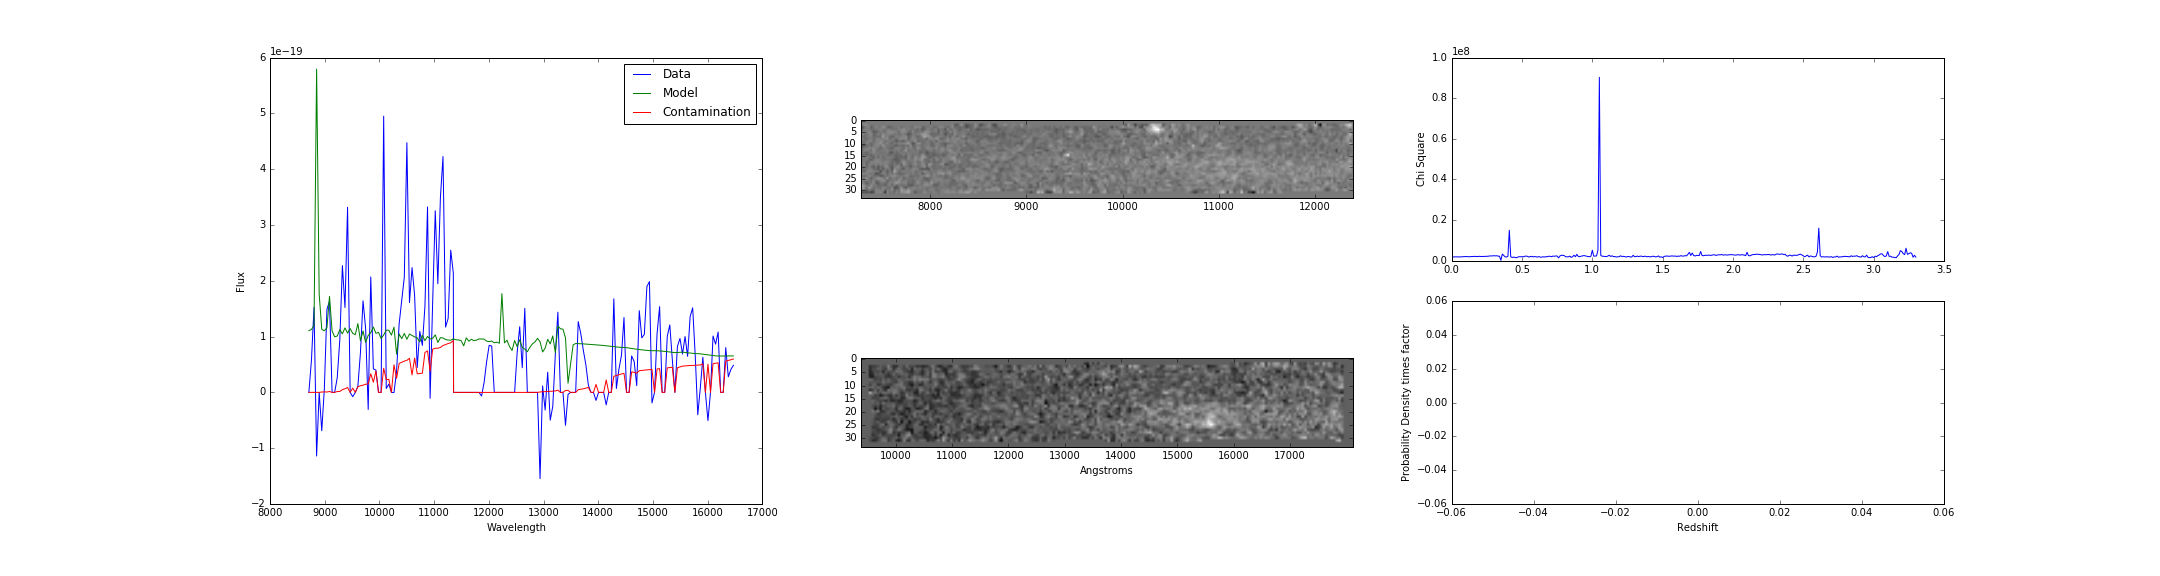 1e−19
6
5
4
3
2
1
0
−1
−2
Flux
8000 9000 10000 11000 12000 13000 14000 15000 16000 17000
Wavelength
Data
Model
Contamination
0
5
10
15
20
25
30
8000 9000 10000 11000 12000
0
5
10
15
20
25
30
10000 11000 12000 13000 14000 15000 16000 17000
Angstroms
1e8
1.0
0.8
0.6
0.4
0.2
0.0
Chi Square
0.0 0.5 1.0 1.5 2.0 2.5 3.0 3.5
0.06
0.04
0.02
0.00
−0.02
−0.04
−0.06
Probability Density times factor
−0.06 −0.04 −0.02 0.00 0.02 0.04 0.06
Redshift